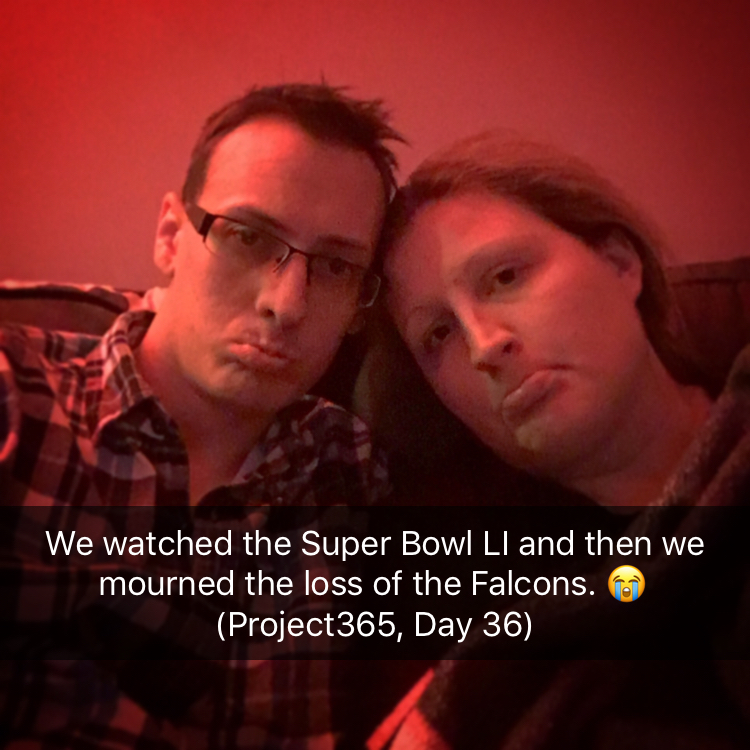 We watched the Super Bowl LI and then we
mourned the loss of the Falcons. 😭
(Project365, Day 36)